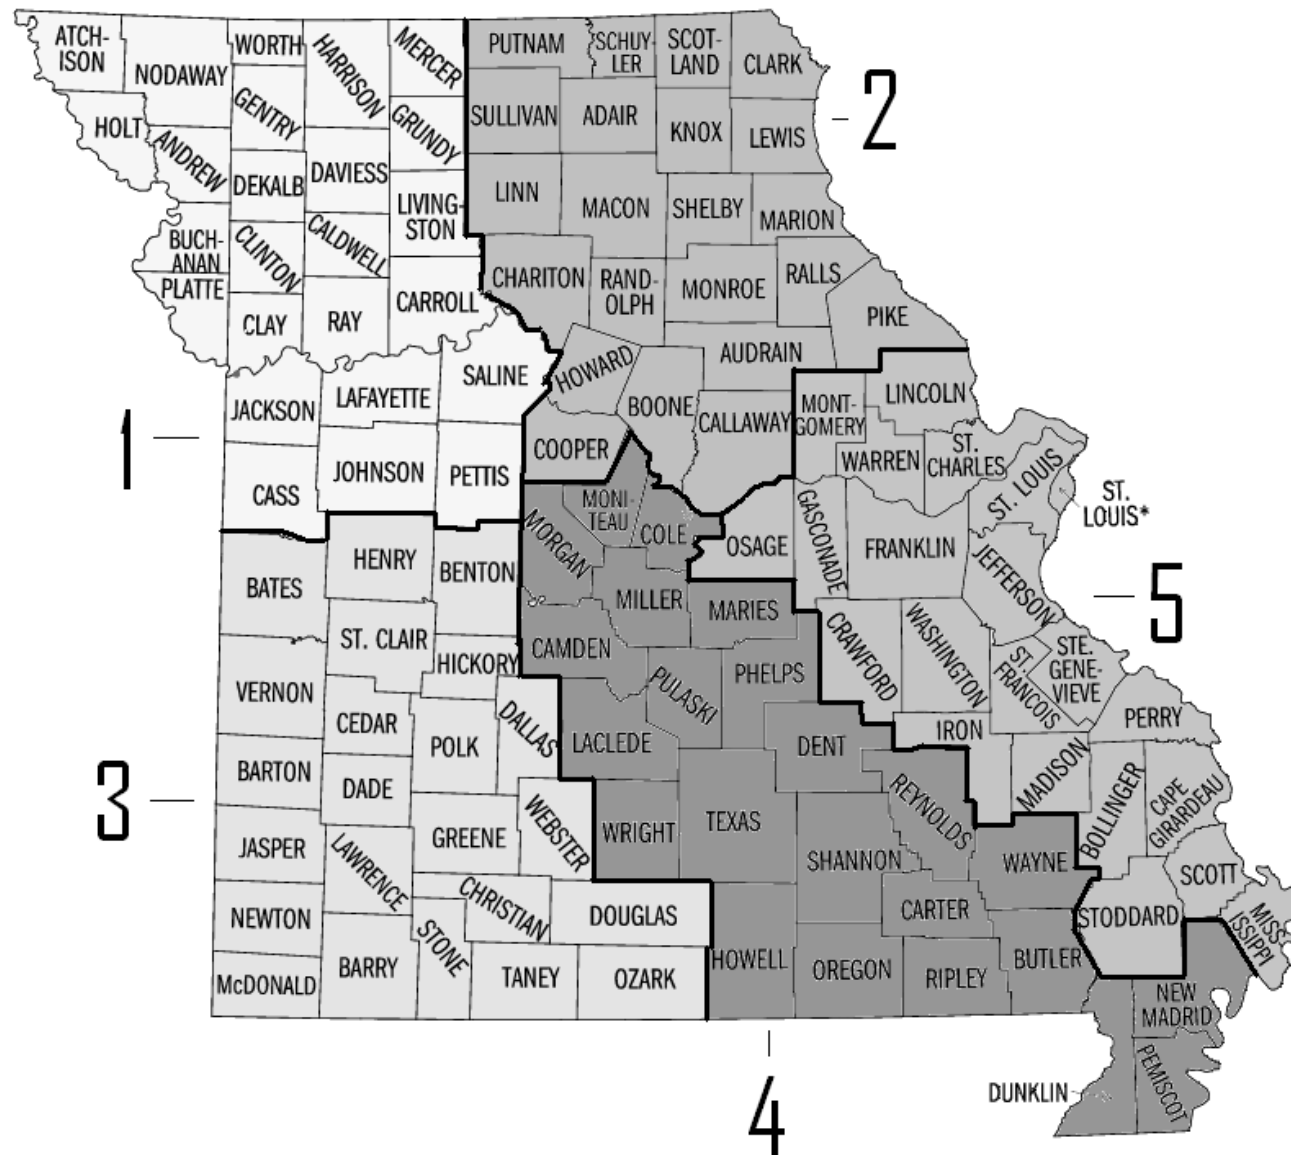 ATCH-
ISON
NODAWAY
WORTH
HARRISON
MERCER
PUTNAM
SCHUY-
LER
SCOT-
LAND
CLARK
2
HOLT
ANDREW
GENTRY
GRUNDY
SULLIVAN
ADAIR
KNOX
LEWIS
DEKALB
DAVIESS
LIVING-
STON
LINN
MACON
SHELBY
MARION
BUCH-
ANAN
CLINTON
CALDWELL
PLATTE
CLAY
RAY
CARROLL
CHARITON
RAND-
OLPH
MONROE
RALLS
PIKE
AUDRAIN
SALINE
HOWARD
JACKSON
LAFAYETTE
BOONE
CALLAWAY
MONT-
GOMERY
LINCOLN
1
CASS
JOHNSON
PETTIS
COOPER
WARREN
ST.
CHARLES
ST. LOUIS
ST.
LOUIS*
MONI-
TEAU
COLE
MORGAN
OSAGE
GASCONADE
FRANKLIN
JEFFERSON
5
BATES
HENRY
BENTON
MILLER
MARIES
CRAWFORD
WASHINGTON
ST.
FRANCOIS
STE.
GENE-
VIEVE
ST. CLAIR
HICKORY
CAMDEN
PULASKI
PHELPS
VERNON
CEDAR
POLK
DALLAS
LACLEDE
DENT
IRON
MADISON
PERRY
3
BARTON
DADE
WEBSTER
WRIGHT
TEXAS
REYNOLDS
BOLLINGER
CAPE
GIRARDEAU
JASPER
LAWRENCE
GREENE
SHANNON
WAYNE
SCOTT
NEWTON
CHRISTIAN
DOUGLAS
CARTER
STODDARD
MISS
ISSIPPI
McDONALD
BARRY
STONE
TANEY
OZARK
HOWELL
OREGON
RIPLEY
BUTLER
NEW
MADRID
PEMISCOT
DUNKLIN
4